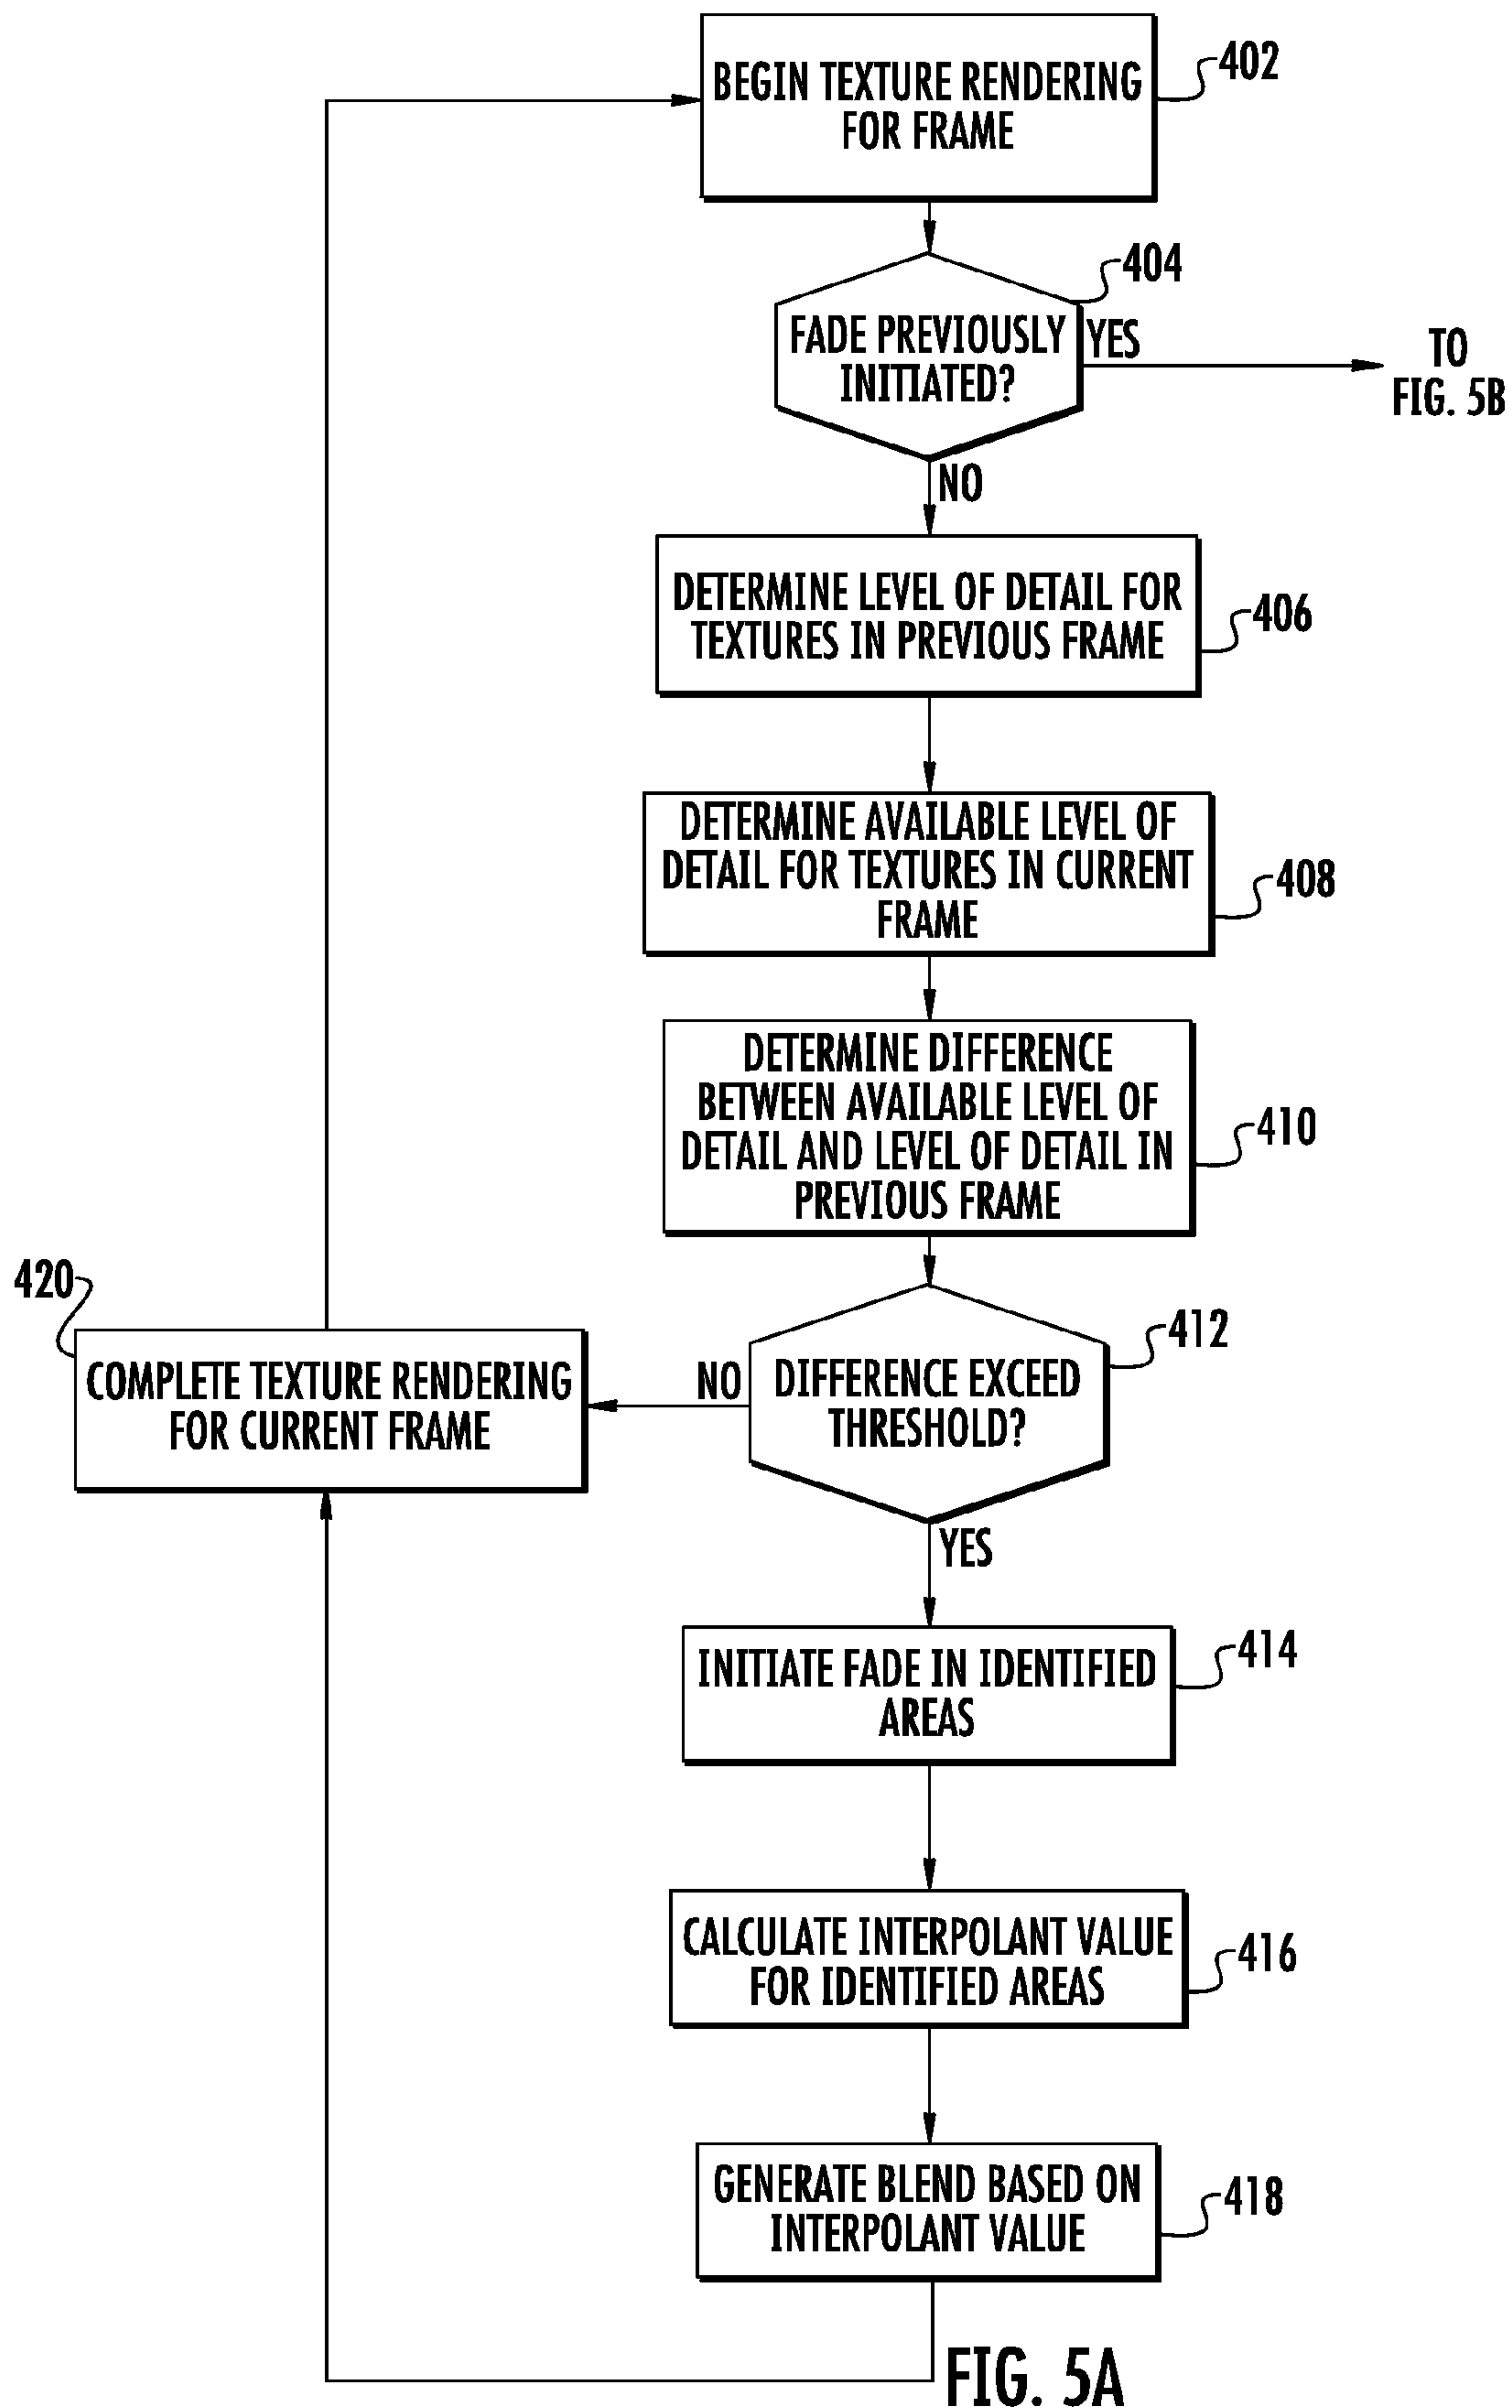 BEGIN TEXTURE RENDERING
FOR FRAME
402
404
FADE PREVIOUSLY
INITIATED?
YES
TO
FIG. 5B
NO
DETERMINE LEVEL OF DETAIL FOR
TEXTURES IN PREVIOUS FRAME
406
DETERMINE AVAILABLE LEVEL OF
DETAIL FOR TEXTURES IN CURRENT
FRAME
408
DETERMINE DIFFERENCE
BETWEEN AVAILABLE LEVEL OF
DETAIL AND LEVEL OF DETAIL IN
PREVIOUS FRAME
410
420
COMPLETE TEXTURE RENDERING
FOR CURRENT FRAME
NO
DIFFERENCE EXCEED
THRESHOLD?
412
YES
INITIATE FADE IN IDENTIFIED
AREAS
414
CALCULATE INTERPOLANT VALUE
FOR IDENTIFIED AREAS
416
GENERATE BLEND BASED ON
INTERPOLANT VALUE
418
FIG. 5A